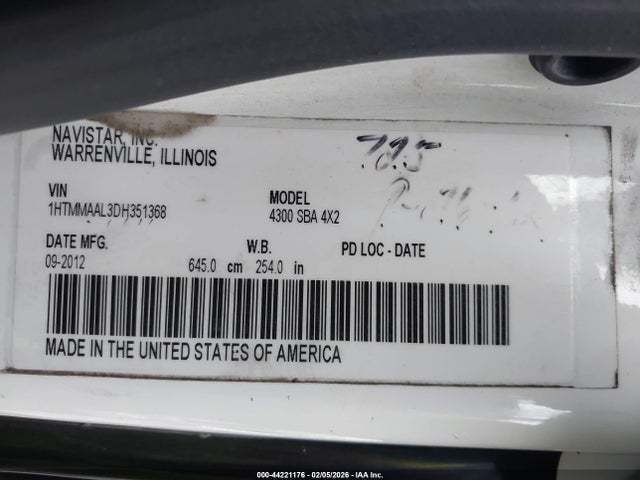 NAVISTAR, INC.
WARRENVILLE, ILLINOIS
VIN
1HTMMAAL3DH351368
MODEL
4300 SBA 4X2
DATE MFG.
09-2012
W.B.
645.0 cm 254.0 in
PD LOC - DATE
MADE IN THE UNITED STATES OF AMERICA
000-44221176 - 02/05/2026 - IAA Inc.